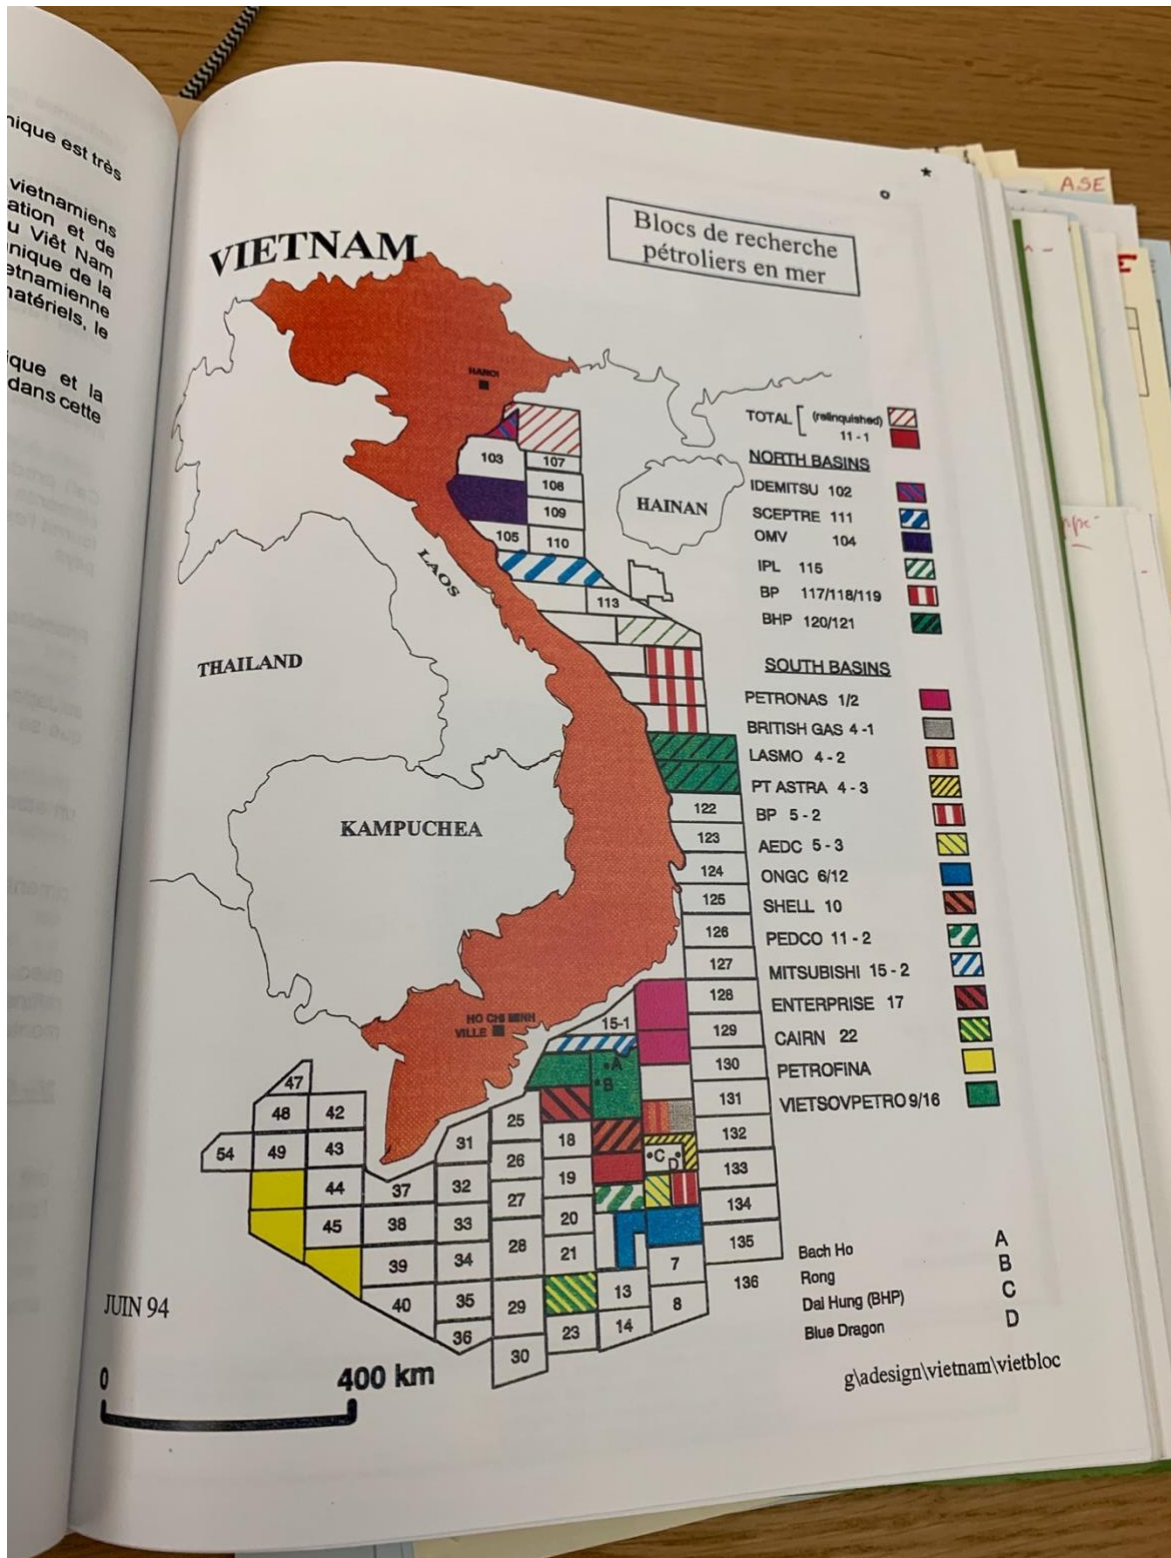 nique est très
vietnamiens
ation et de
u Viêt Nam
nique de la
etnamienne
natériels, le
ique et la
dans cette
ASE
VIETNAM
Blocs de recherche
pétroliers en mer
HANOI
HAINAN
LAOS
THAILAND
KAMPUCHEA
HO CHI MINH
VILLE
103
107
108
109
105
110
113
122
123
124
125
126
127
128
129
130
131
132
133
134
135
136
15-1
A
B
C
D
47
48
42
54
49
43
44
45
37
38
39
40
31
32
33
34
35
36
25
26
27
28
29
30
18
19
20
21
23
13
14
7
8
TOTAL [ (relinquished)
11 - 1
NORTH BASINS
IDEMITSU 102
SCEPTRE 111
OMV 104
IPL 115
BP 117/118/119
BHP 120/121
SOUTH BASINS
PETRONAS 1/2
BRITISH GAS 4 -1
LASMO 4 - 2
PT ASTRA 4 - 3
BP 5 - 2
AEDC 5 - 3
ONGC 6/12
SHELL 10
PEDCO 11 - 2
MITSUBISHI 15 - 2
ENTERPRISE 17
CAIRN 22
PETROFINA
VIETSOVPETRO 9/16
Bach Ho A
Rong B
Dai Hung (BHP) C
Blue Dragon D
JUIN 94
0 400 km
g\adesign\vietnam\vietbloc